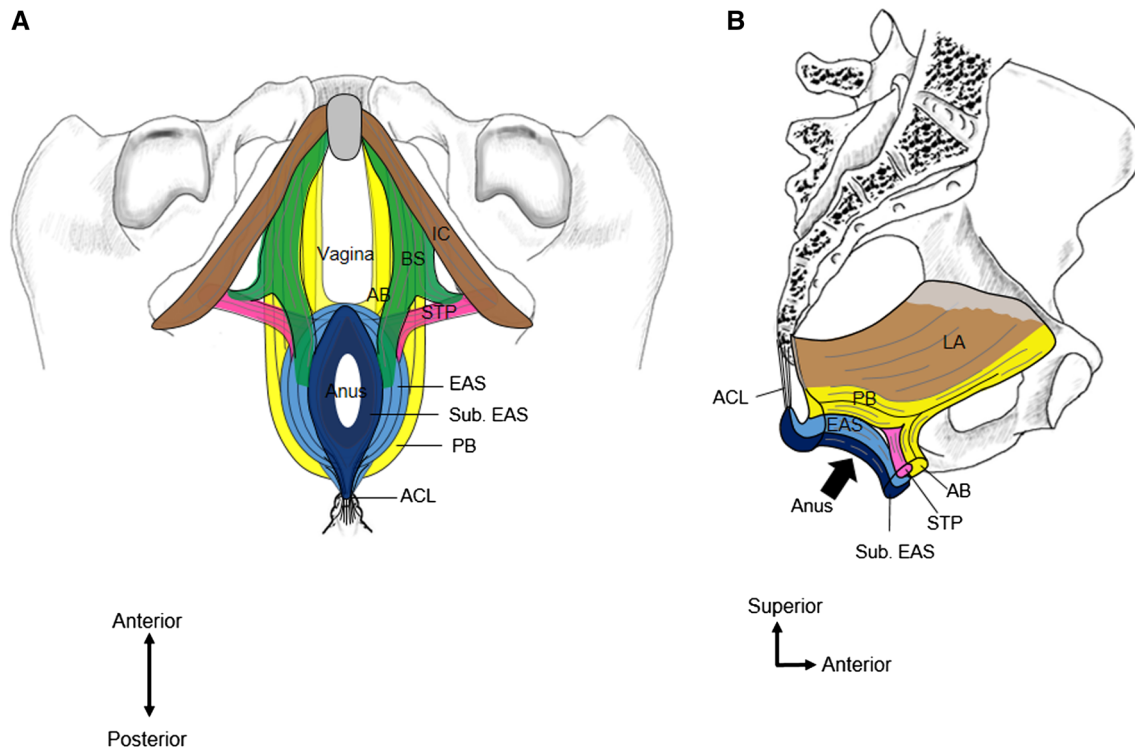 A
Vagina
IC
BS
AB
STP
Anus
EAS
Sub. EAS
PB
ACL
Anterior
Posterior
B
LA
ACL
PB
EAS
Anus
AB
STP
Sub. EAS
Superior
Anterior